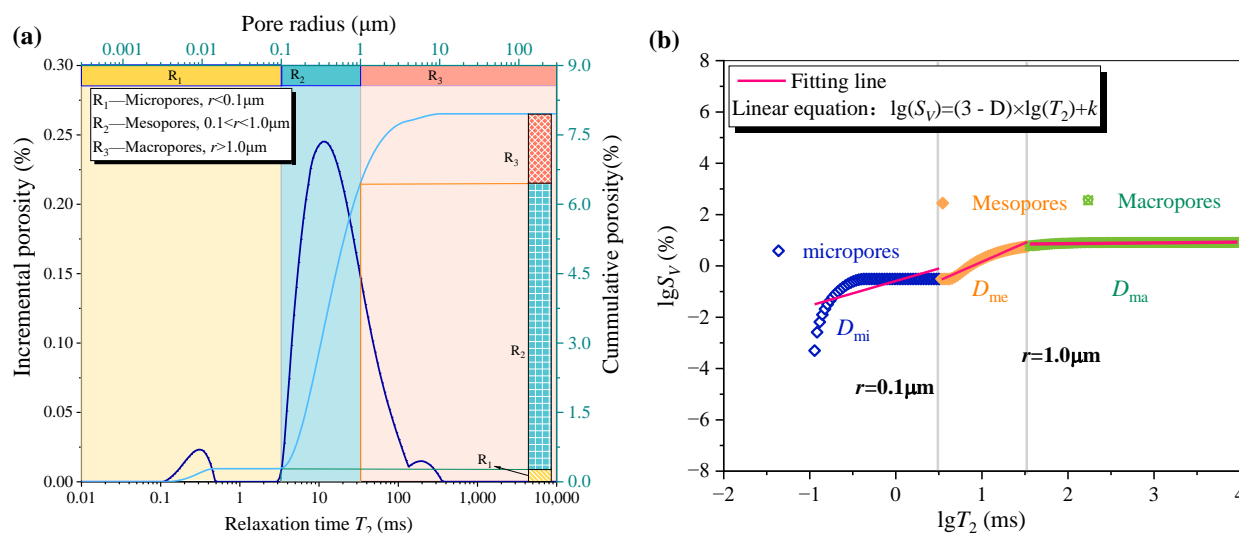 (a)
Pore radius (μm)
0.001 0.01 0.1 1 10 100
0.30 R₁ R₂ R₃ 9.0
R₁—Micropores, r<0.1μm
R₂—Mesopores, 0.1<r<1.0μm
R₃—Macropores, r>1.0μm
0.25 7.5
R₃
0.20 6.0
0.15 4.5
0.10 3.0
R₂
0.05 1.5
R₁
0.00 0.0
0.01 0.1 1 10 100 1,000 10,000
Incremental porosity (%)
Cummulative porosity(%)
Relaxation time T₂ (ms)
(b)
8
Fitting line
Linear equation：lg(S_V)=(3 - D)×lg(T₂)+k
6
4
2
Mesopores
Macropores
micropores
0
D_me
D_ma
−2
D_mi
−4
r=1.0μm
r=0.1μm
−6
−8
−2 −1 0 1 2 3 4
lgS_V (%)
lgT₂ (ms)